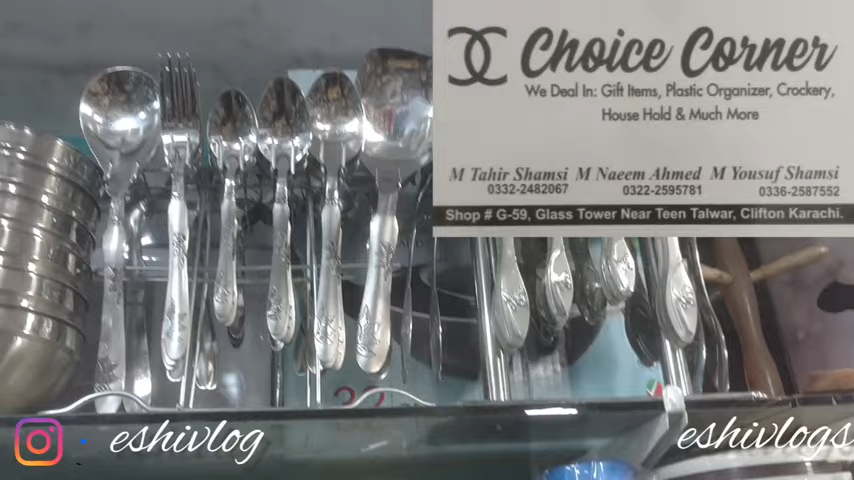 Choice Corner
We Deal In: Gift Items, Plastic Organizer, Crockery,
House Hold & Much More
M Tahir Shamsi M Naeem Ahmed M Yousuf Shamsi
0332-2482067 0322-2595781 0336-2587552
Shop # G-59, Glass Tower Near Teen Talwar, Clifton Karachi.
eshivlog eshivlogs